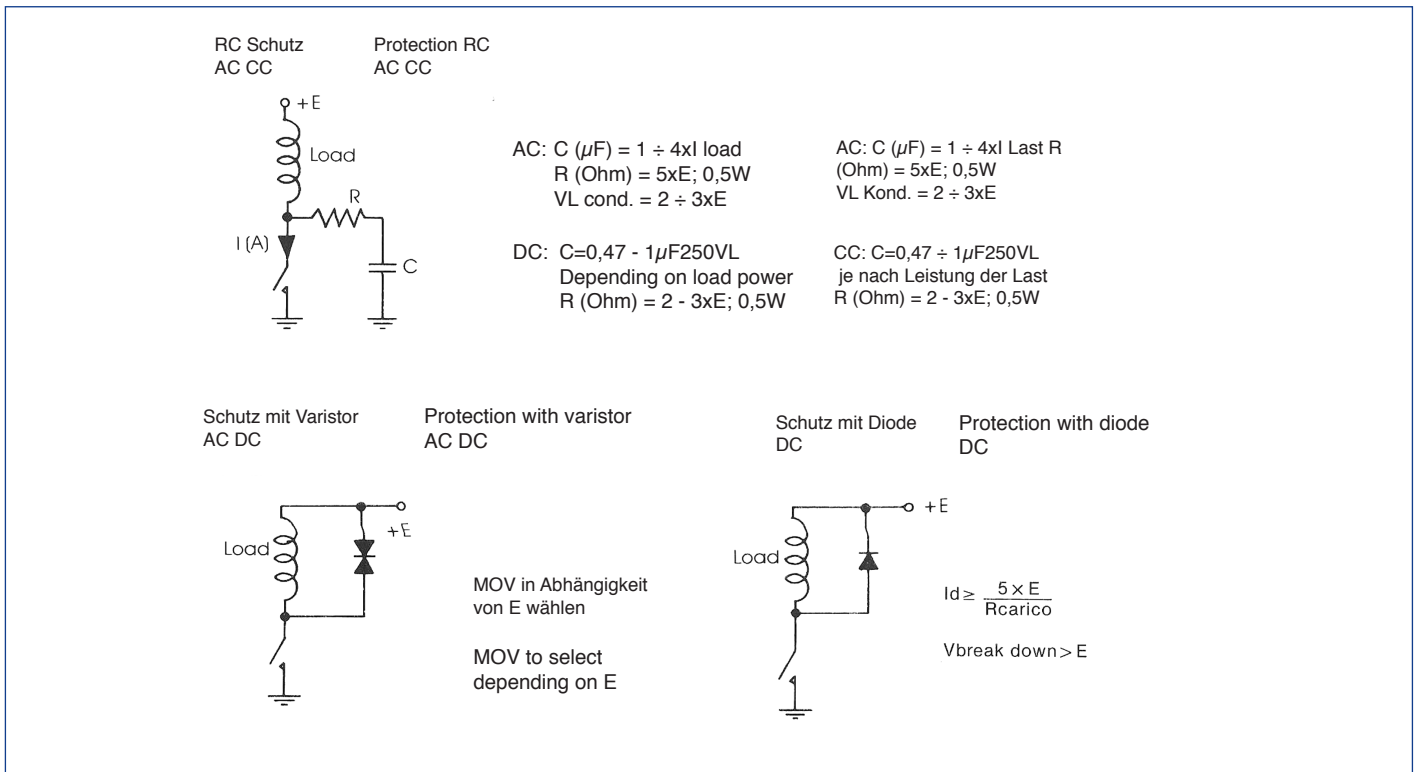 RC Schutz
AC CC
Protection RC
AC CC
+E
Load
R
I (A)
C
AC: C (µF) = 1 ÷ 4xI load
R (Ohm) = 5xE; 0,5W
VL cond. = 2 ÷ 3xE
DC: C=0,47 - 1µF250VL
Depending on load power
R (Ohm) = 2 - 3xE; 0,5W
AC: C (µF) = 1 ÷ 4xI Last R
(Ohm) = 5xE; 0,5W
VL Kond. = 2 ÷ 3xE
CC: C=0,47 ÷ 1µF250VL
je nach Leistung der Last
R (Ohm) = 2 - 3xE; 0,5W
Schutz mit Varistor
AC DC
Protection with varistor
AC DC
+E
Load
MOV in Abhängigkeit
von E wählen
MOV to select
depending on E
Schutz mit Diode
DC
Protection with diode
DC
+E
Load
Id ≥ 5 × E
Rcarico
Vbreak down > E